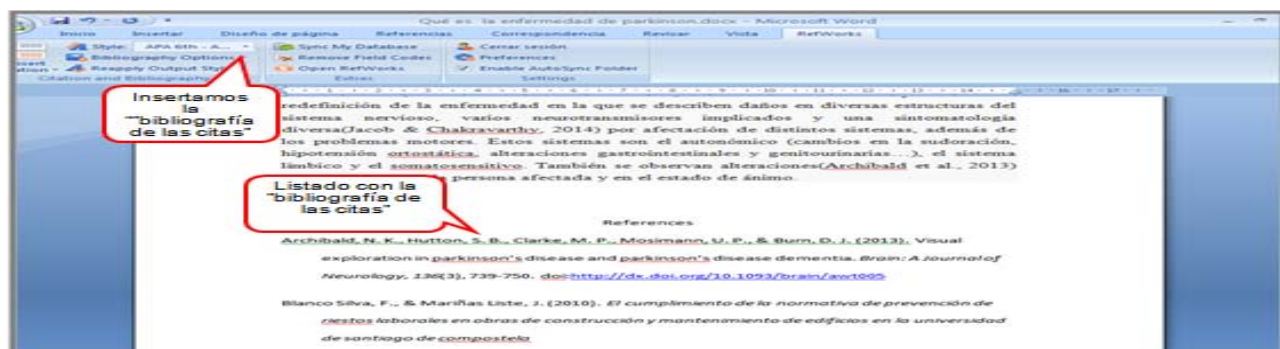 Qué es la enfermedad de parkinson.docx - Microsoft Word
Inicio Insertar Diseño de página Referencias Correspondencia Revisar Vista RefWorks
Style: APA 6th - A... Sync My Database Cerrar sesión
Bibliography Options Remove Field Codes Preferences
Reapply Output Style Open RefWorks Enable AutoSync Folder
Citation and Bibliography Extras Settings
Insertamos
la
""bibliografía
de las citas"
redefinición de la enfermedad en la que se describen daños en diversas estructuras del
sistema nervioso, varios neurotransmisores implicados y una sintomatología
diversa(Jacob & Chakravarthy, 2014) por afectación de distintos sistemas, además de
los problemas motores. Estos sistemas son el autonómico (cambios en la sudoración,
hipotensión ortostática, alteraciones gastrointestinales y genitourinarias...), el sistema
límbico y el somatosensitivo. También se observan alteraciones(Archibald et al., 2013)
persona afectada y en el estado de ánimo.
Listado con la
"bibliografía de
las citas"
References
Archibald, N. K., Hutton, S. B., Clarke, M. P., Mosimann, U. P., & Burn, D. J. (2013). Visual
exploration in parkinson's disease and parkinson's disease dementia. Brain: A Journal of
Neurology, 136(3), 739-750. doi:http://dx.doi.org/10.1093/brain/awt005
Blanco Silva, F., & Mariñas Liste, J. (2010). El cumplimiento de la normativa de prevención de
riestos laborales en obras de construcción y mantenimiento de edificios en la universidad
de santiago de compostela